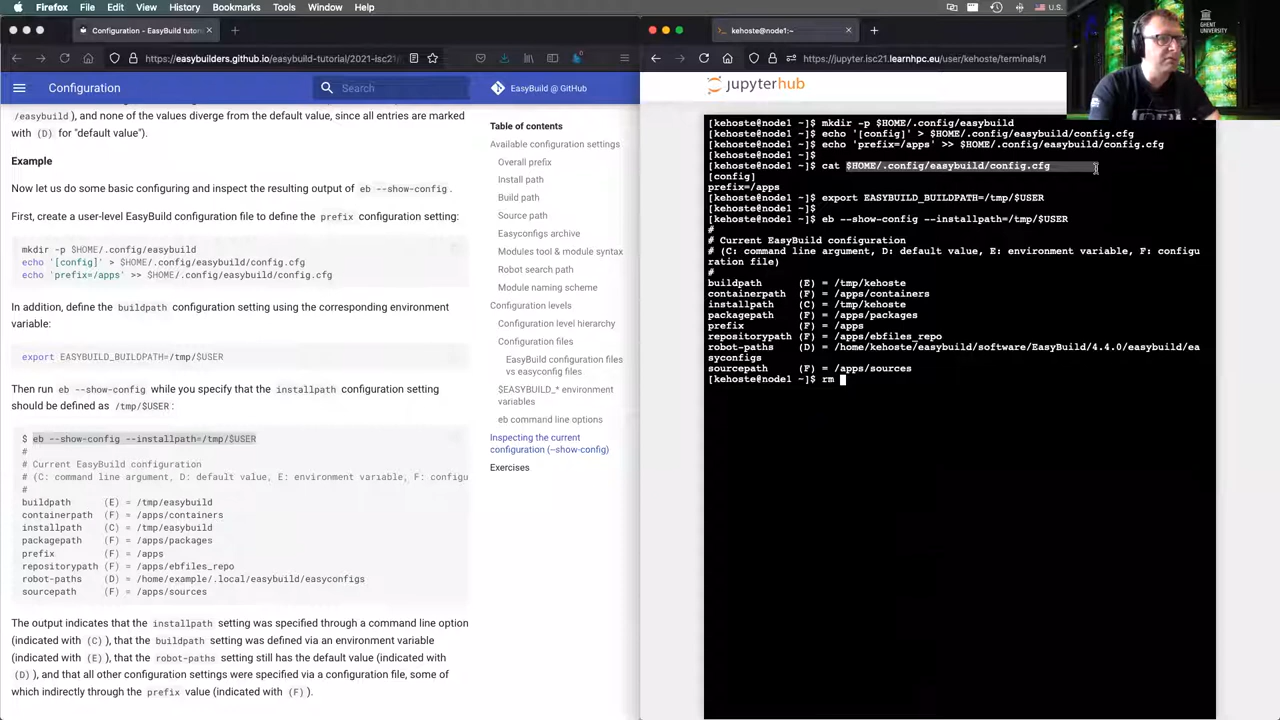 Firefox File Edit View History Bookmarks Tools Window Help
Configuration - EasyBuild tutor
https://easybuilders.github.io/easybuild-tutorial/2021-isc21
Configuration
Search
EasyBuild @ GitHub
/easybuild), and none of the values diverge from the default value, since all entries are marked
with (D) for "default value").
Example
Now let us do some basic configuring and inspect the resulting output of eb --show-config.
First, create a user-level EasyBuild configuration file to define the prefix configuration setting:
mkdir -p $HOME/.config/easybuild
echo '[config]' > $HOME/.config/easybuild/config.cfg
echo 'prefix=/apps' >> $HOME/.config/easybuild/config.cfg
In addition, define the buildpath configuration setting using the corresponding environment
variable:
export EASYBUILD_BUILDPATH=/tmp/$USER
Then run eb --show-config while you specify that the installpath configuration setting
should be defined as /tmp/$USER:
$ eb --show-config --installpath=/tmp/$USER
#
# Current EasyBuild configuration
# (C: command line argument, D: default value, E: environment variable, F: configu
#
buildpath (E) = /tmp/easybuild
containerpath (F) = /apps/containers
installpath (C) = /tmp/easybuild
packagepath (F) = /apps/packages
prefix (F) = /apps
repositorypath (F) = /apps/ebfiles_repo
robot-paths (D) = /home/example/.local/easybuild/easyconfigs
sourcepath (F) = /apps/sources
The output indicates that the installpath setting was specified through a command line option
(indicated with (C)), that the buildpath setting was defined via an environment variable
(indicated with (E)), that the robot-paths setting still has the default value (indicated with
(D)), and that all other configuration settings were specified via a configuration file, some of
which indirectly through the prefix value (indicated with (F)).
Table of contents
Available configuration settings
Overall prefix
Install path
Build path
Source path
Easyconfigs archive
Modules tool & module syntax
Robot search path
Module naming scheme
Configuration levels
Configuration level hierarchy
Configuration files
EasyBuild configuration files
vs easyconfig files
$EASYBUILD_* environment
variables
eb command line options
Inspecting the current
configuration (--show-config)
Exercises
kehoste@node1:~
https://jupyter.isc21.learnhpc.eu/user/kehoste/terminals/1
jupyterhub
[kehoste@node1 ~]$ mkdir -p $HOME/.config/easybuild
[kehoste@node1 ~]$ echo '[config]' > $HOME/.config/easybuild/config.cfg
[kehoste@node1 ~]$ echo 'prefix=/apps' >> $HOME/.config/easybuild/config.cfg
[kehoste@node1 ~]$
[kehoste@node1 ~]$ cat $HOME/.config/easybuild/config.cfg
[config]
prefix=/apps
[kehoste@node1 ~]$ export EASYBUILD_BUILDPATH=/tmp/$USER
[kehoste@node1 ~]$
[kehoste@node1 ~]$ eb --show-config --installpath=/tmp/$USER
#
# Current EasyBuild configuration
# (C: command line argument, D: default value, E: environment variable, F: configu
ration file)
#
buildpath (E) = /tmp/kehoste
containerpath (F) = /apps/containers
installpath (C) = /tmp/kehoste
packagepath (F) = /apps/packages
prefix (F) = /apps
repositorypath (F) = /apps/ebfiles_repo
robot-paths (D) = /home/kehoste/easybuild/software/EasyBuild/4.4.0/easybuild/ea
syconfigs
sourcepath (F) = /apps/sources
[kehoste@node1 ~]$ rm
GHENT
UNIVERSITY